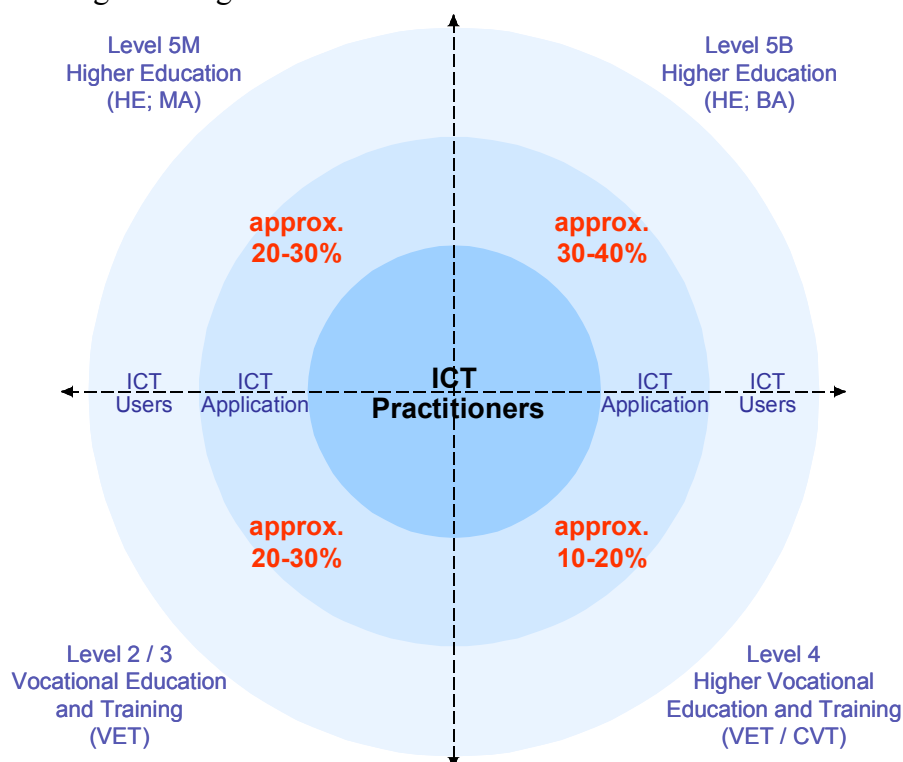 Level 5M
Higher Education
(HE; MA)
Level 5B
Higher Education
(HE; BA)
approx.
20-30%
approx.
30-40%
ICT
Users
ICT
Application
ICT
Practitioners
ICT
Application
ICT
Users
approx.
20-30%
approx.
10-20%
Level 2 / 3
Vocational Education
and Training
(VET)
Level 4
Higher Vocational
Education and Training
(VET / CVT)